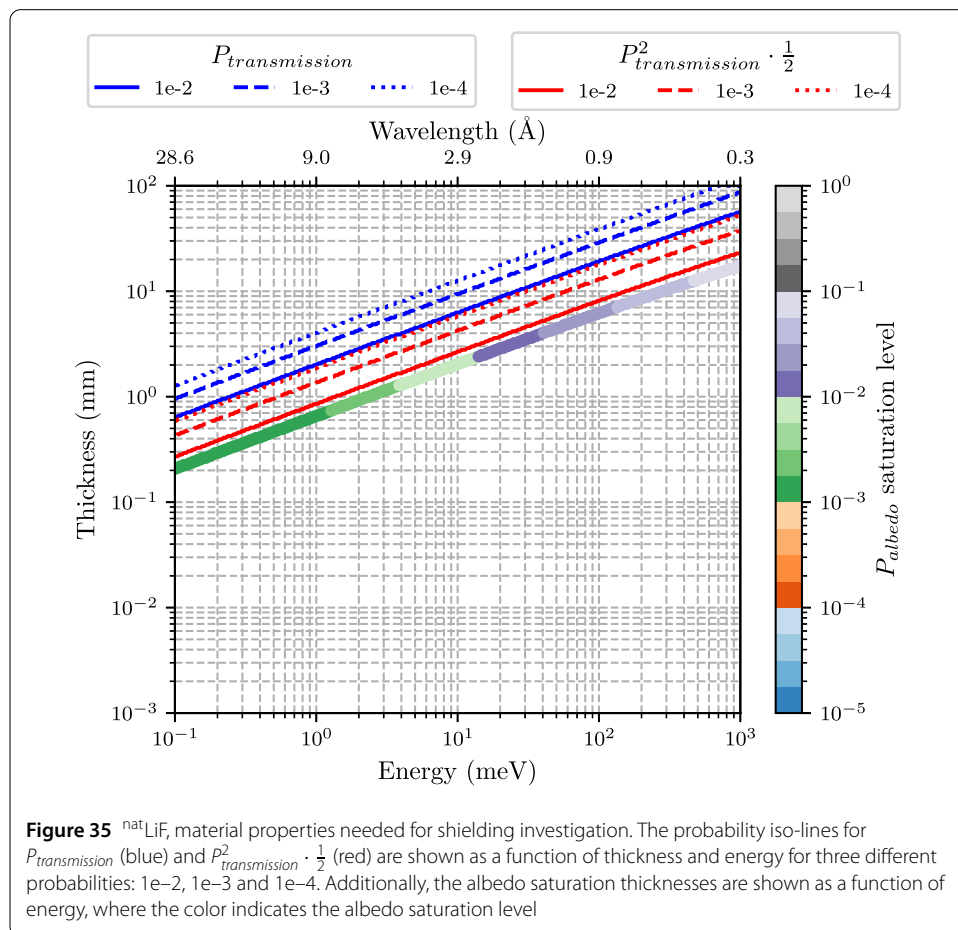 P_transmission
1e-2 1e-3 1e-4
P²_transmission · ½
1e-2 1e-3 1e-4
Wavelength (Å)
28.6 9.0 2.9 0.9 0.3
10² 10¹ 10⁰ 10⁻¹ 10⁻² 10⁻³
Thickness (mm)
10⁻¹ 10⁰ 10¹ 10² 10³
Energy (meV)
10⁰ 10⁻¹ 10⁻² 10⁻³ 10⁻⁴ 10⁻⁵
P_albedo saturation level
Figure 35 ⁿᵃᵗLiF, material properties needed for shielding investigation. The probability iso-lines for
P_transmission (blue) and P²_transmission · ½ (red) are shown as a function of thickness and energy for three different
probabilities: 1e–2, 1e–3 and 1e–4. Additionally, the albedo saturation thicknesses are shown as a function of
energy, where the color indicates the albedo saturation level